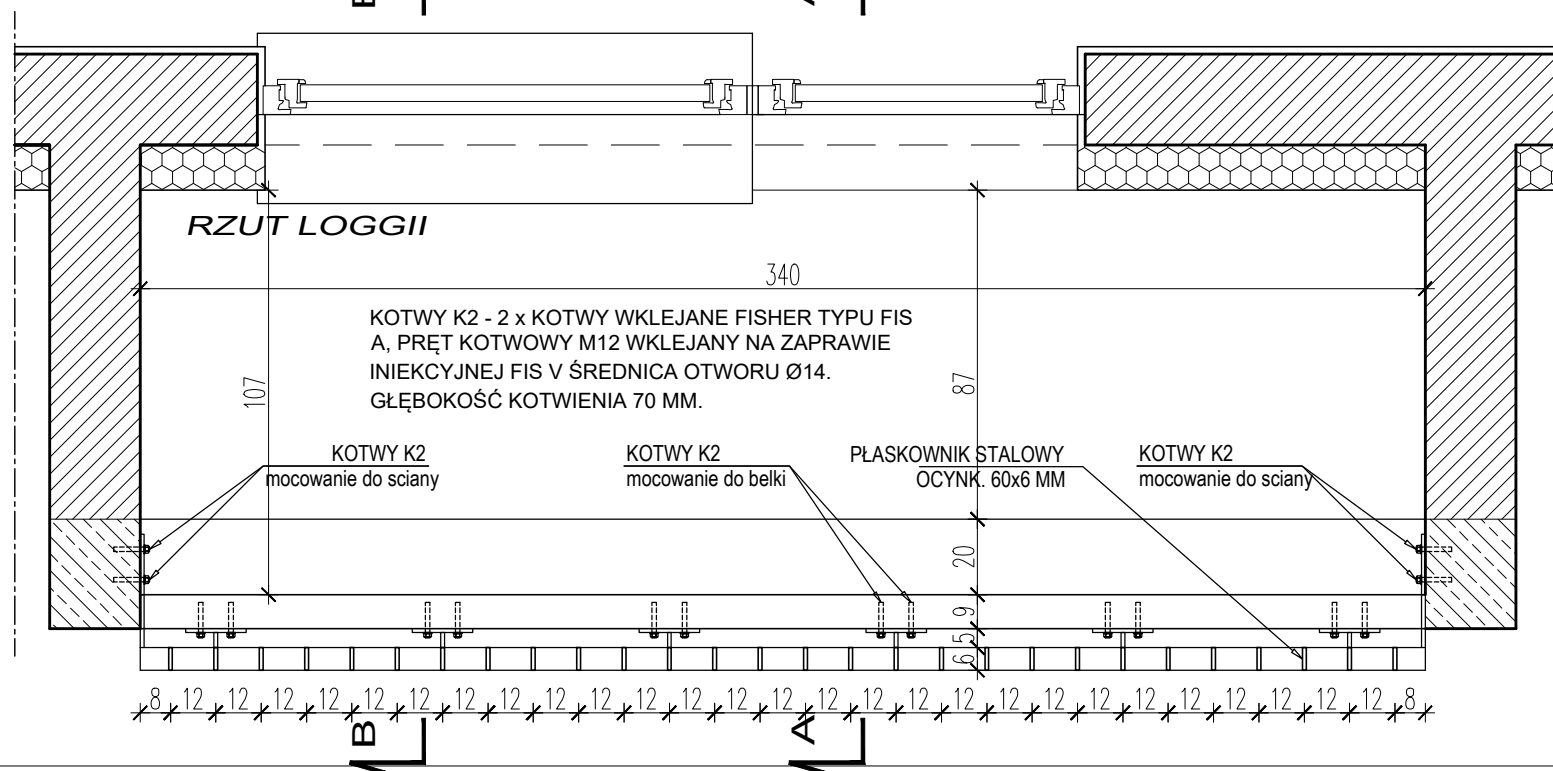 RZUT LOGGII
340
KOTWY K2 - 2 x KOTWY WKLEJANE FISHER TYPU FIS
A, PRĘT KOTWOWY M12 WKLEJANY NA ZAPRAWIE
INIEKCYJNEJ FIS V ŚREDNICA OTWORU Ø14.
GŁĘBOKOŚĆ KOTWIENIA 70 MM.
107
87
KOTWY K2
mocowanie do sciany
KOTWY K2
mocowanie do belki
PŁASKOWNIK STALOWY
OCYNK. 60x6 MM
KOTWY K2
mocowanie do sciany
20
9
5
6
8 12 12 12 12 12 12 12 12 12 12 12 12 12 12 12 12 12 12 12 12 12 12 12 12 12 12 12 8
B
A